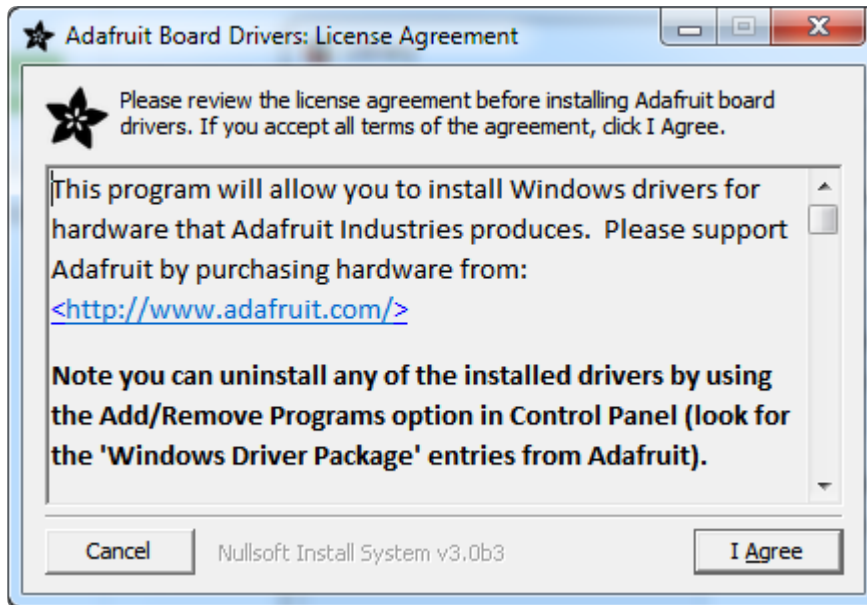 Adafruit Board Drivers: License Agreement
Please review the license agreement before installing Adafruit board
drivers. If you accept all terms of the agreement, click I Agree.
This program will allow you to install Windows drivers for
hardware that Adafruit Industries produces.  Please support
Adafruit by purchasing hardware from:
<http://www.adafruit.com/>
Note you can uninstall any of the installed drivers by using
the Add/Remove Programs option in Control Panel (look for
the 'Windows Driver Package' entries from Adafruit).
Cancel Nullsoft Install System v3.0b3 I Agree